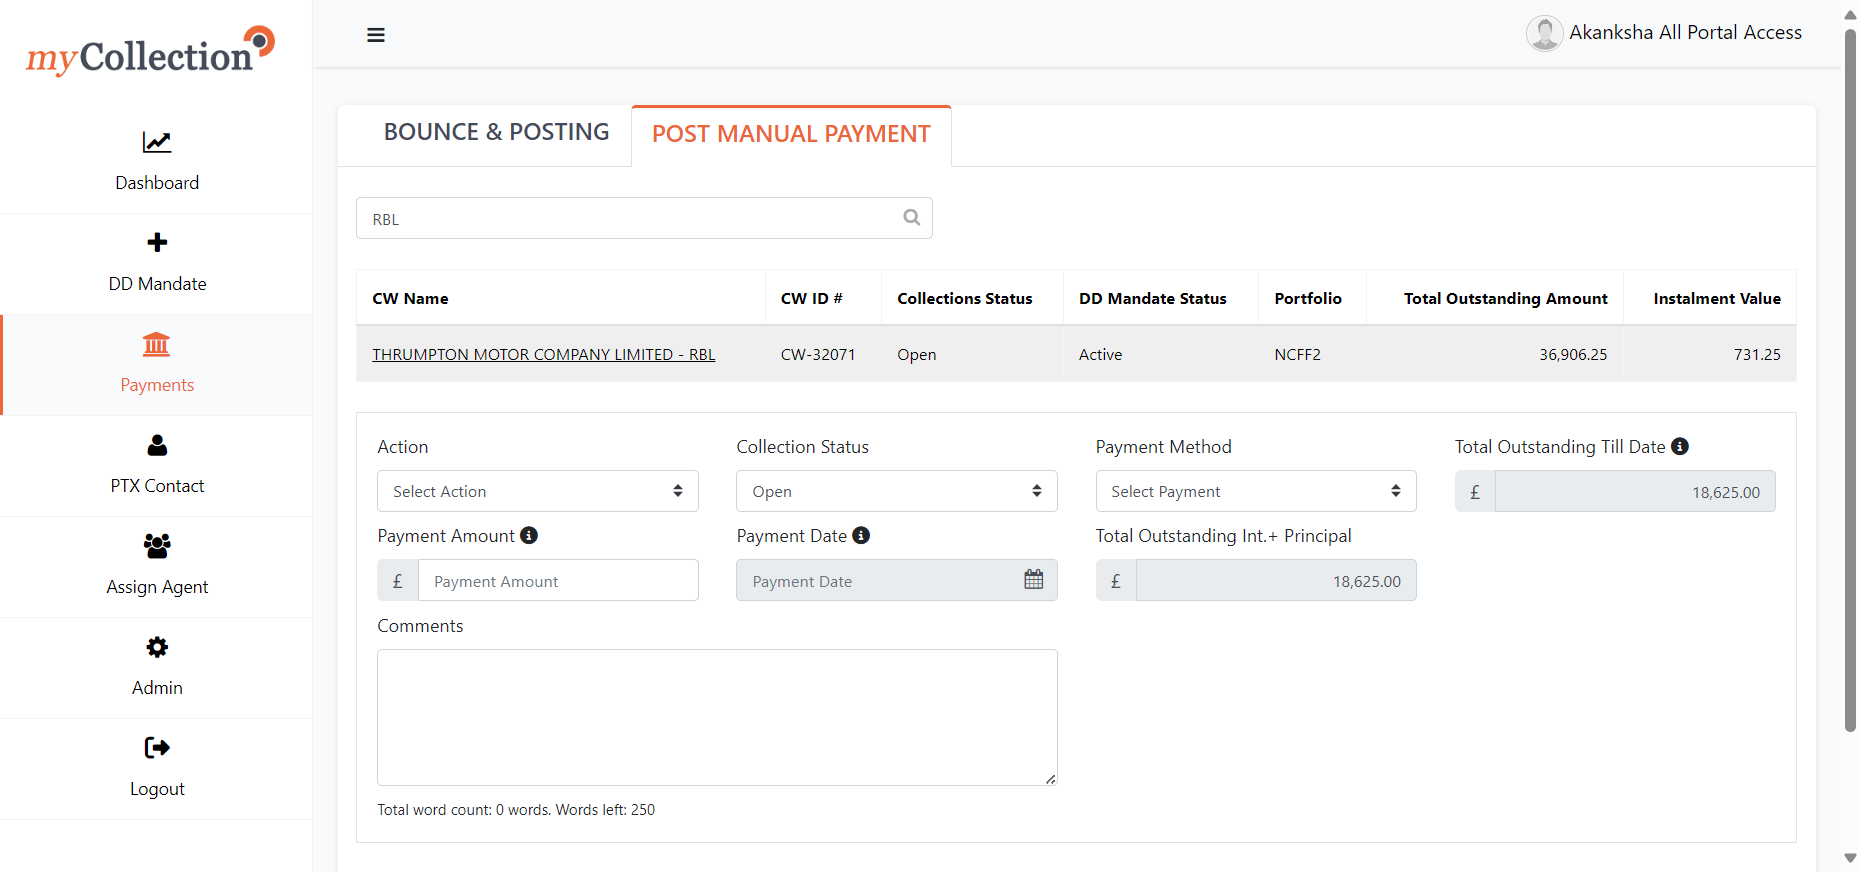 myCollection
Akanksha All Portal Access
Dashboard
DD Mandate
Payments
PTX Contact
Assign Agent
Admin
Logout
BOUNCE & POSTING
POST MANUAL PAYMENT
RBL
CW Name CW ID # Collections Status DD Mandate Status Portfolio Total Outstanding Amount Instalment Value
THRUMPTON MOTOR COMPANY LIMITED - RBL CW-32071 Open Active NCFF2 36,906.25 731.25
Action Collection Status Payment Method Total Outstanding Till Date
Select Action Open Select Payment £ 18,625.00
Payment Amount Payment Date Total Outstanding Int.+ Principal
£ Payment Amount Payment Date £ 18,625.00
Comments
Total word count: 0 words. Words left: 250